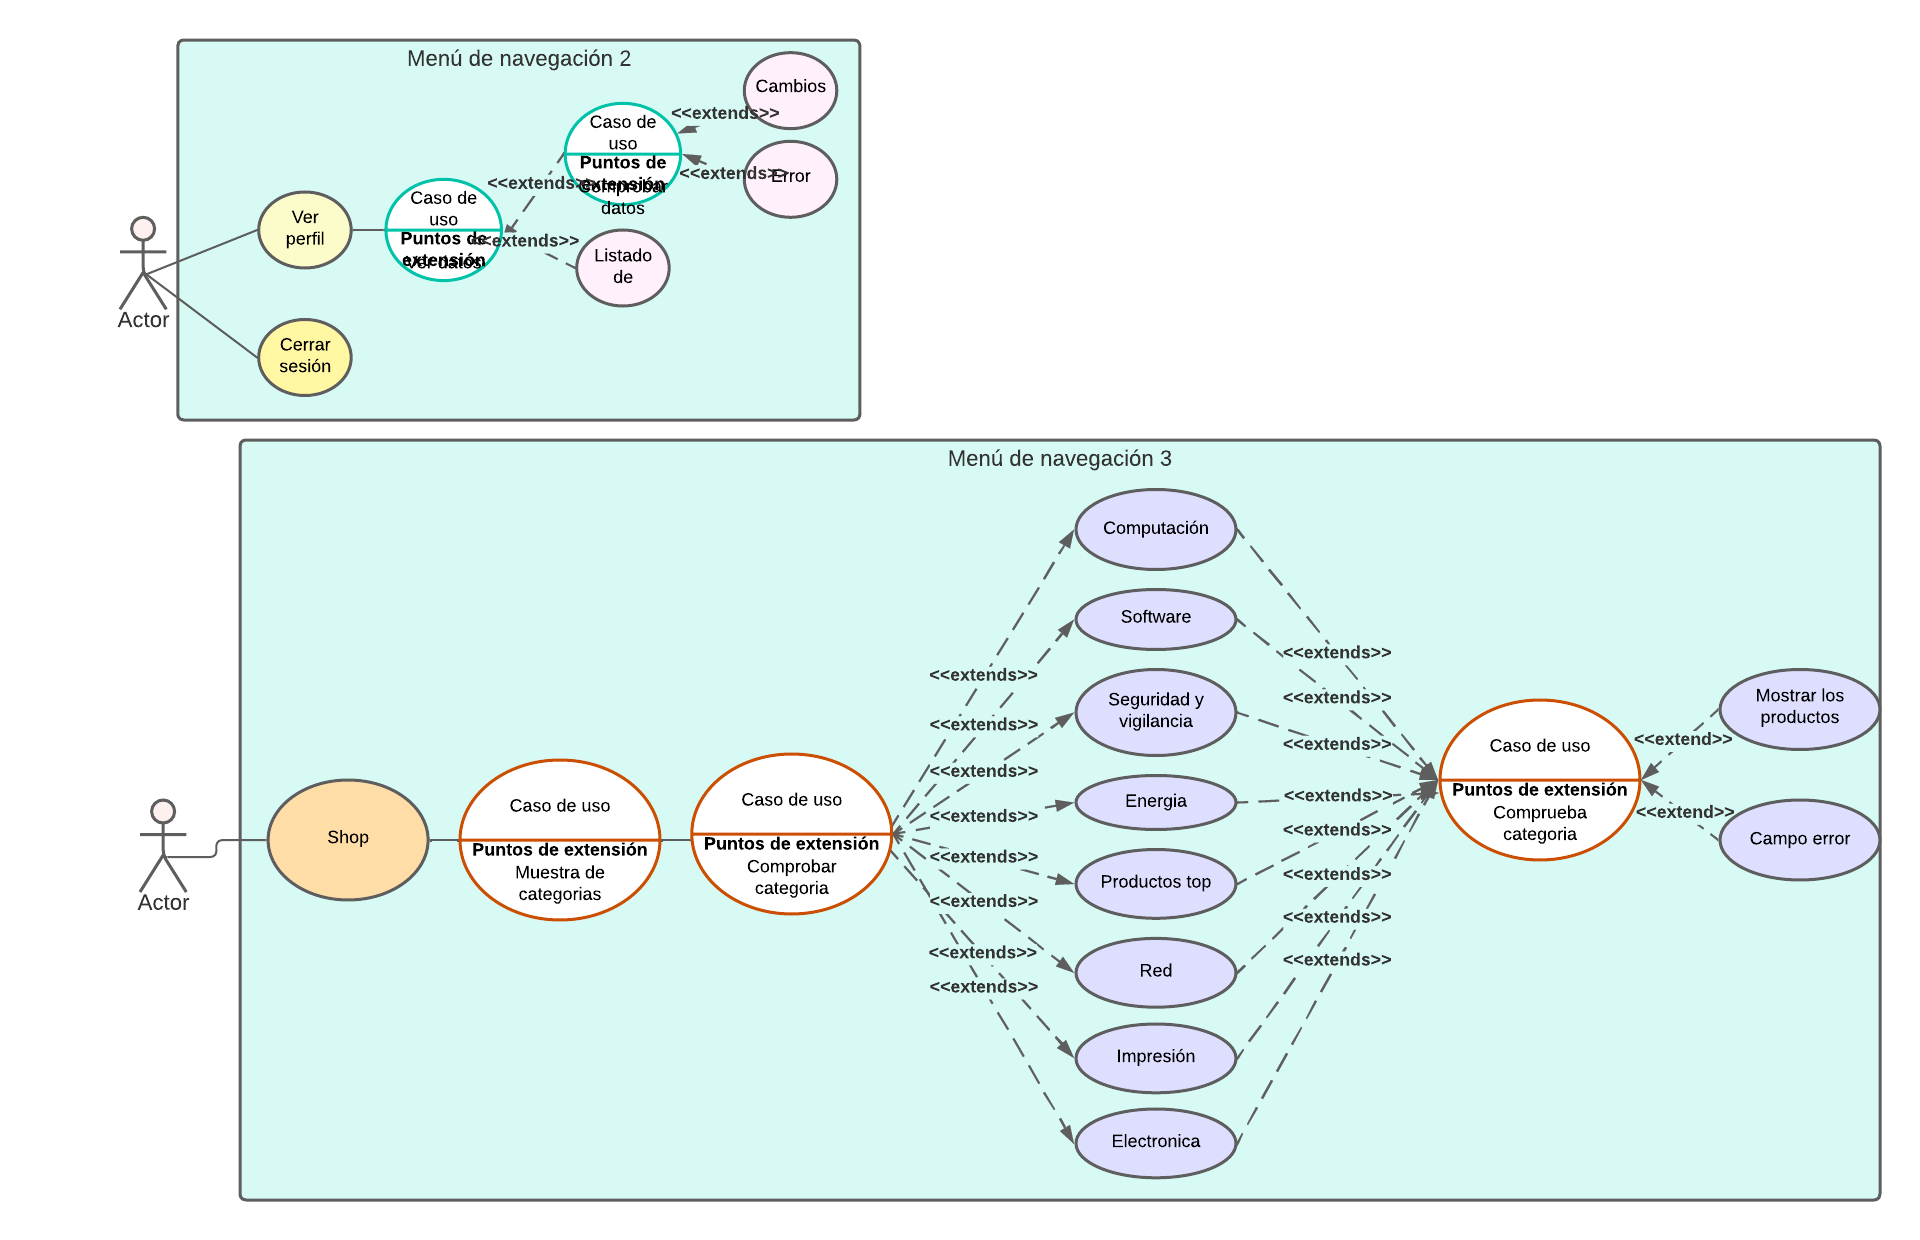 Menú de navegación 2
Cambios
<<extends>>
Caso de
uso
Puntos de
extensión
Comprobar
datos
<<extends>>
Error
<<extends>>
Caso de
uso
Puntos de
extensión
Ver datos
<<extends>>
Ver
perfil
Listado
de
Actor
Cerrar
sesión
Menú de navegación 3
Computación
Software
<<extends>>
<<extends>>
<<extends>>
<<extends>>
<<extends>>
<<extends>>
<<extends>>
<<extends>>
Seguridad y
vigilancia
Energia
Productos top
Red
Impresión
Electronica
<<extends>>
<<extends>>
<<extends>>
<<extends>>
<<extends>>
<<extends>>
<<extends>>
<<extends>>
Actor
Shop
Caso de uso
Puntos de extensión
Muestra de
categorias
Caso de uso
Puntos de extensión
Comprobar
categoria
Caso de uso
Puntos de extensión
Comprueba
categoria
<<extend>>
<<extend>>
Mostrar los
productos
Campo error